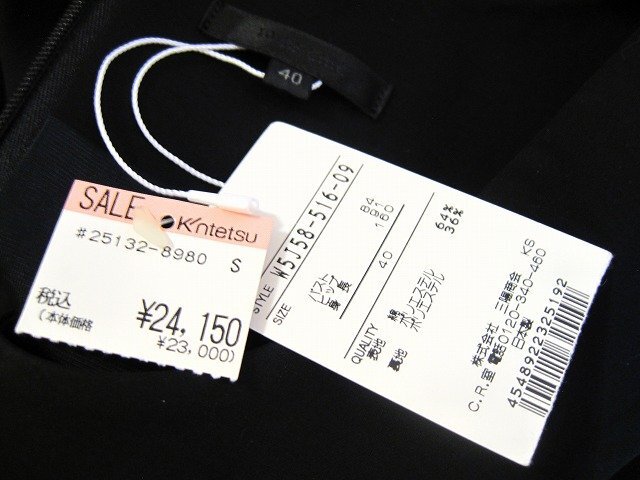 40
SALE
Kintetsu
#25132-8980
S
税込
¥24,150
(本体価格
¥23,000)
STYLE W5J58-516-09
SIZE
バスト 84
ヒップ 91
身長 160
40
QUALITY
表地 綿 64%
ポリエステル 36%
裏地 ポリエステル
株式会社 三陽商会 KS
C.R.室 電話0120-340-460
日本製
4548922325192